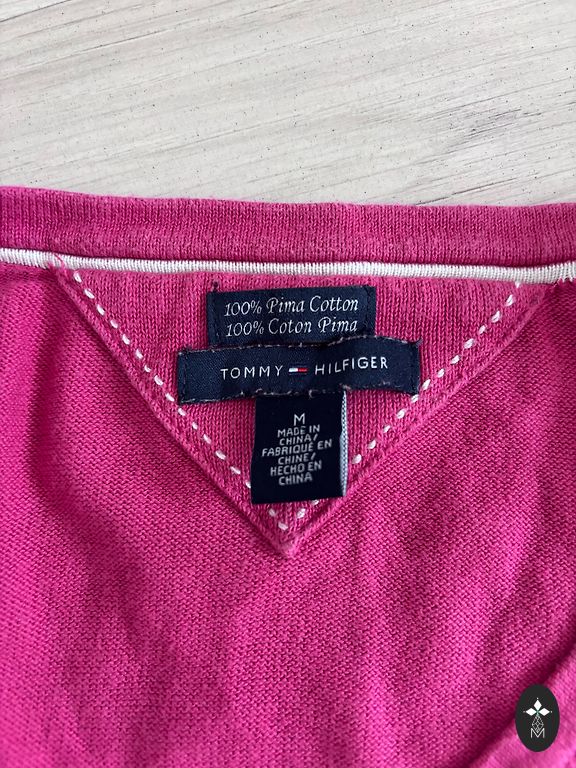 100% Pima Cotton
100% Coton Pima
TOMMY HILFIGER
M
MADE IN
CHINA/
FABRIQUÉ EN
CHINE/
HECHO EN
CHINA
M